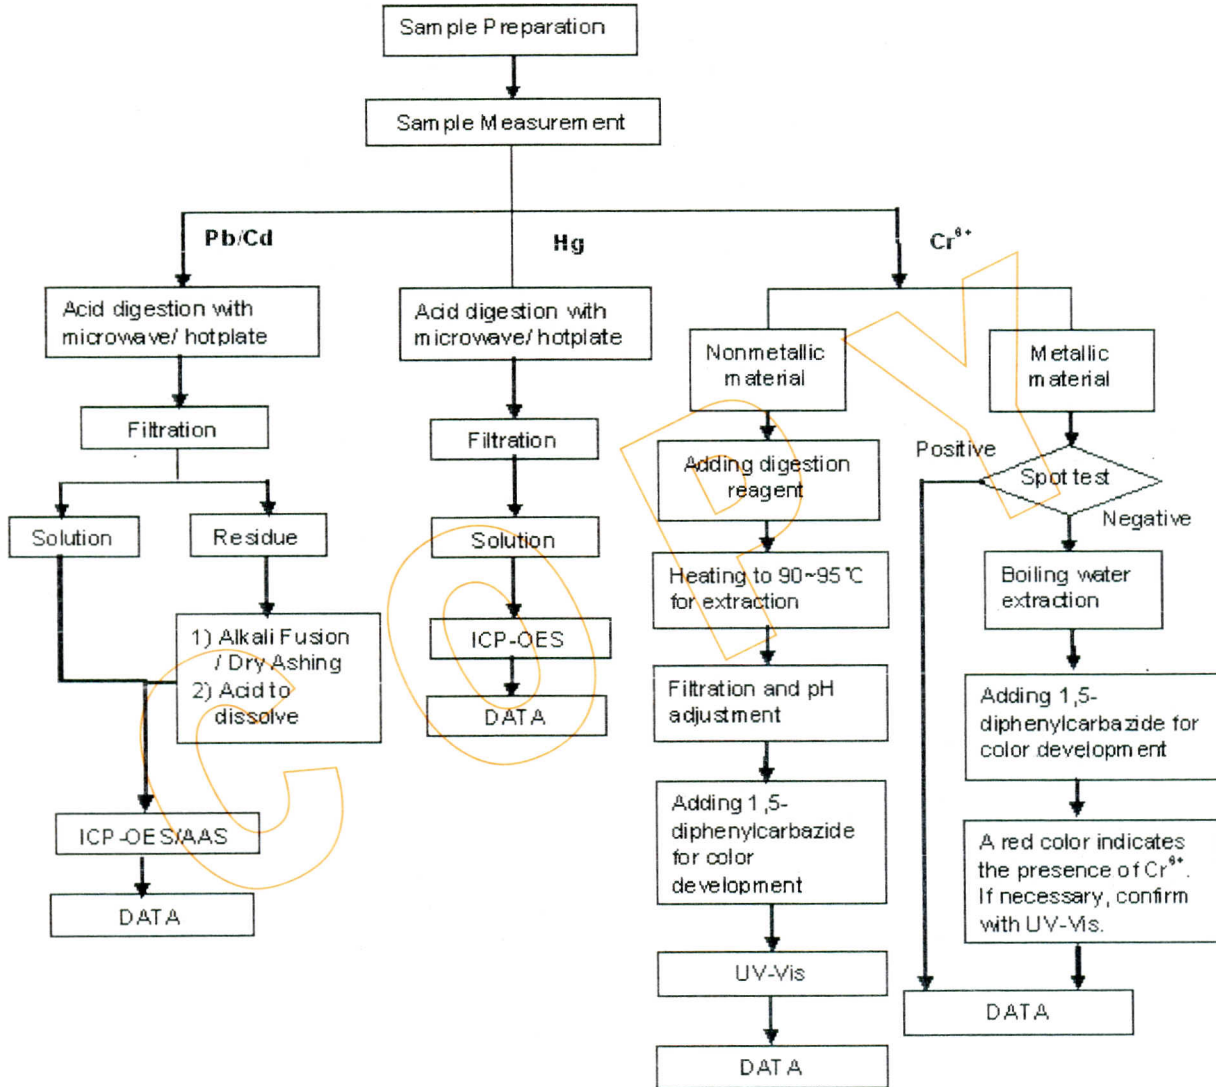 Sample Preparation
Sample Measurement
Pb/Cd
Hg
Cr⁶⁺
Acid digestion with
microwave/ hotplate
Filtration
Solution
Residue
1) Alkali Fusion
/ Dry Ashing
2) Acid to
dissolve
ICP-OES/AAS
DATA
Acid digestion with
microwave/ hotplate
Filtration
Solution
ICP-OES
DATA
Nonmetallic
material
Adding digestion
reagent
Heating to 90~95℃
for extraction
Filtration and pH
adjustment
Adding 1,5-
diphenylcarbazide
for color
development
UV-Vis
DATA
Metallic
material
Positive
Spot test
Negative
Boiling water
extraction
Adding 1,5-
diphenylcarbazide for
color development
A red color indicates
the presence of Cr⁶⁺.
If necessary, confirm
with UV-Vis.
DATA
COPY